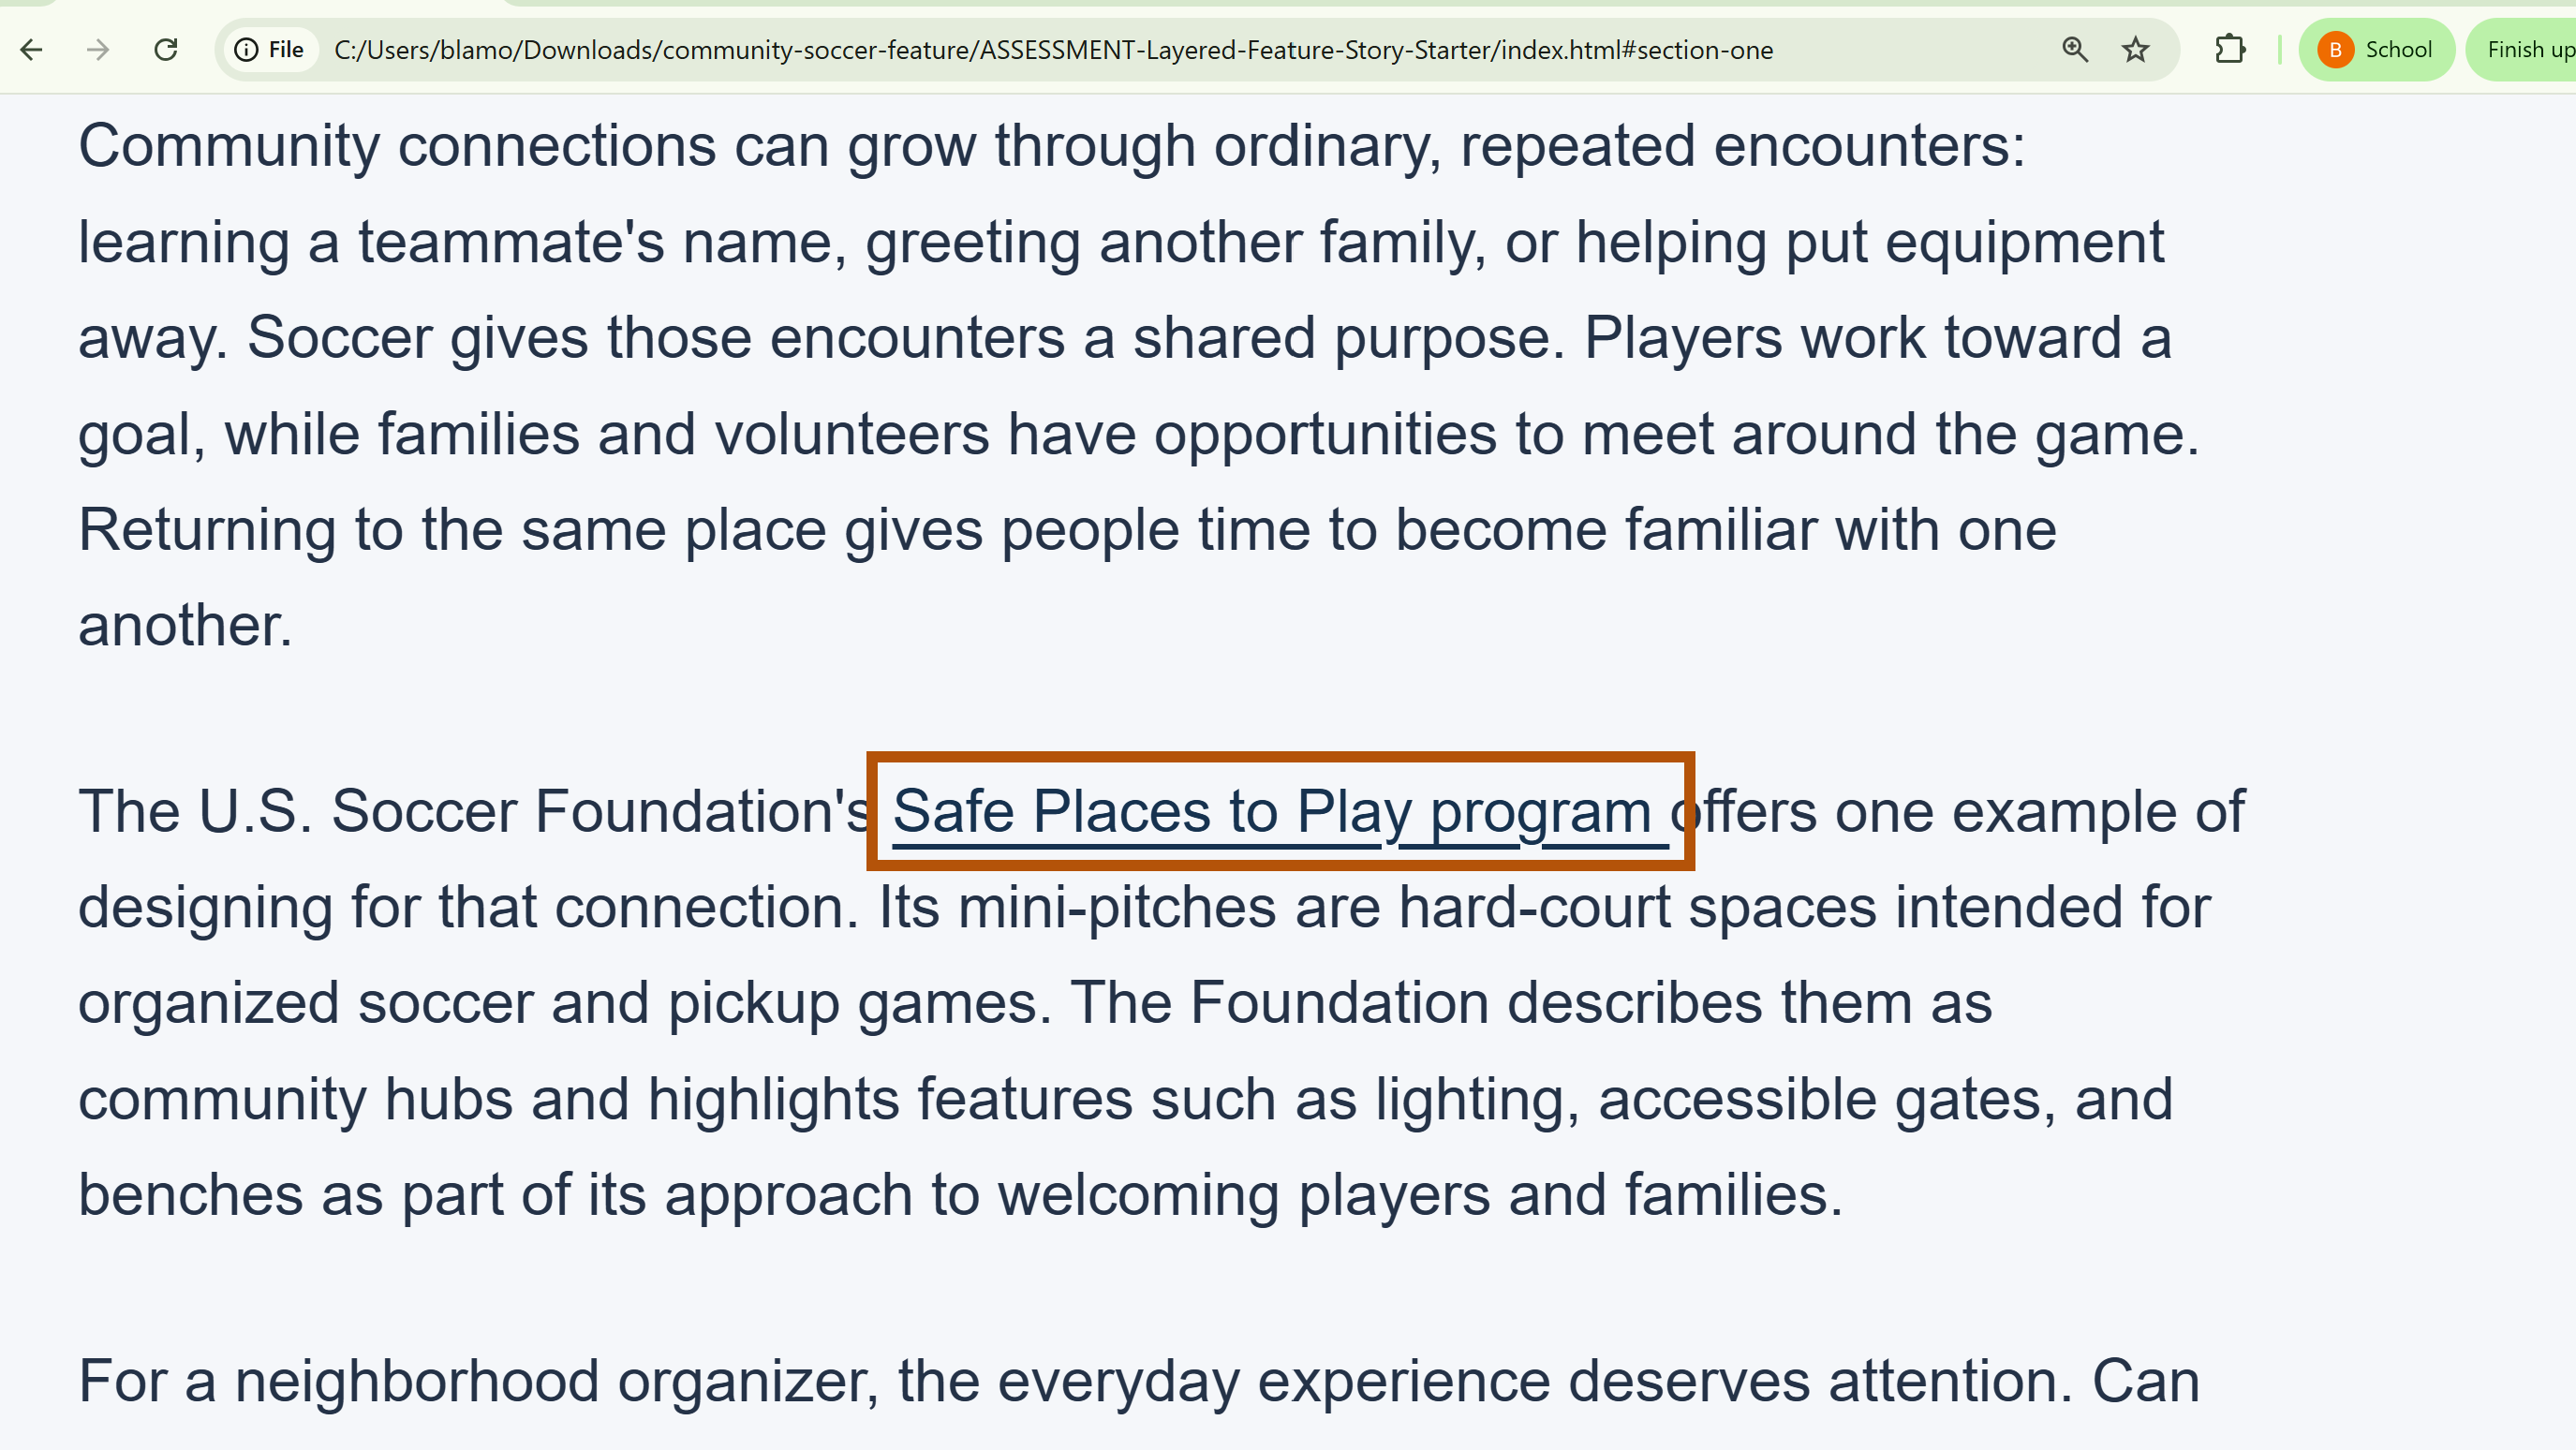 File C:/Users/blamo/Downloads/community-soccer-feature/ASSESSMENT-Layered-Feature-Story-Starter/index.html#section-one B School Finish up
Community connections can grow through ordinary, repeated encounters:
learning a teammate's name, greeting another family, or helping put equipment
away. Soccer gives those encounters a shared purpose. Players work toward a
goal, while families and volunteers have opportunities to meet around the game.
Returning to the same place gives people time to become familiar with one
another.
The U.S. Soccer Foundation's Safe Places to Play program offers one example of
designing for that connection. Its mini-pitches are hard-court spaces intended for
organized soccer and pickup games. The Foundation describes them as
community hubs and highlights features such as lighting, accessible gates, and
benches as part of its approach to welcoming players and families.
For a neighborhood organizer, the everyday experience deserves attention. Can